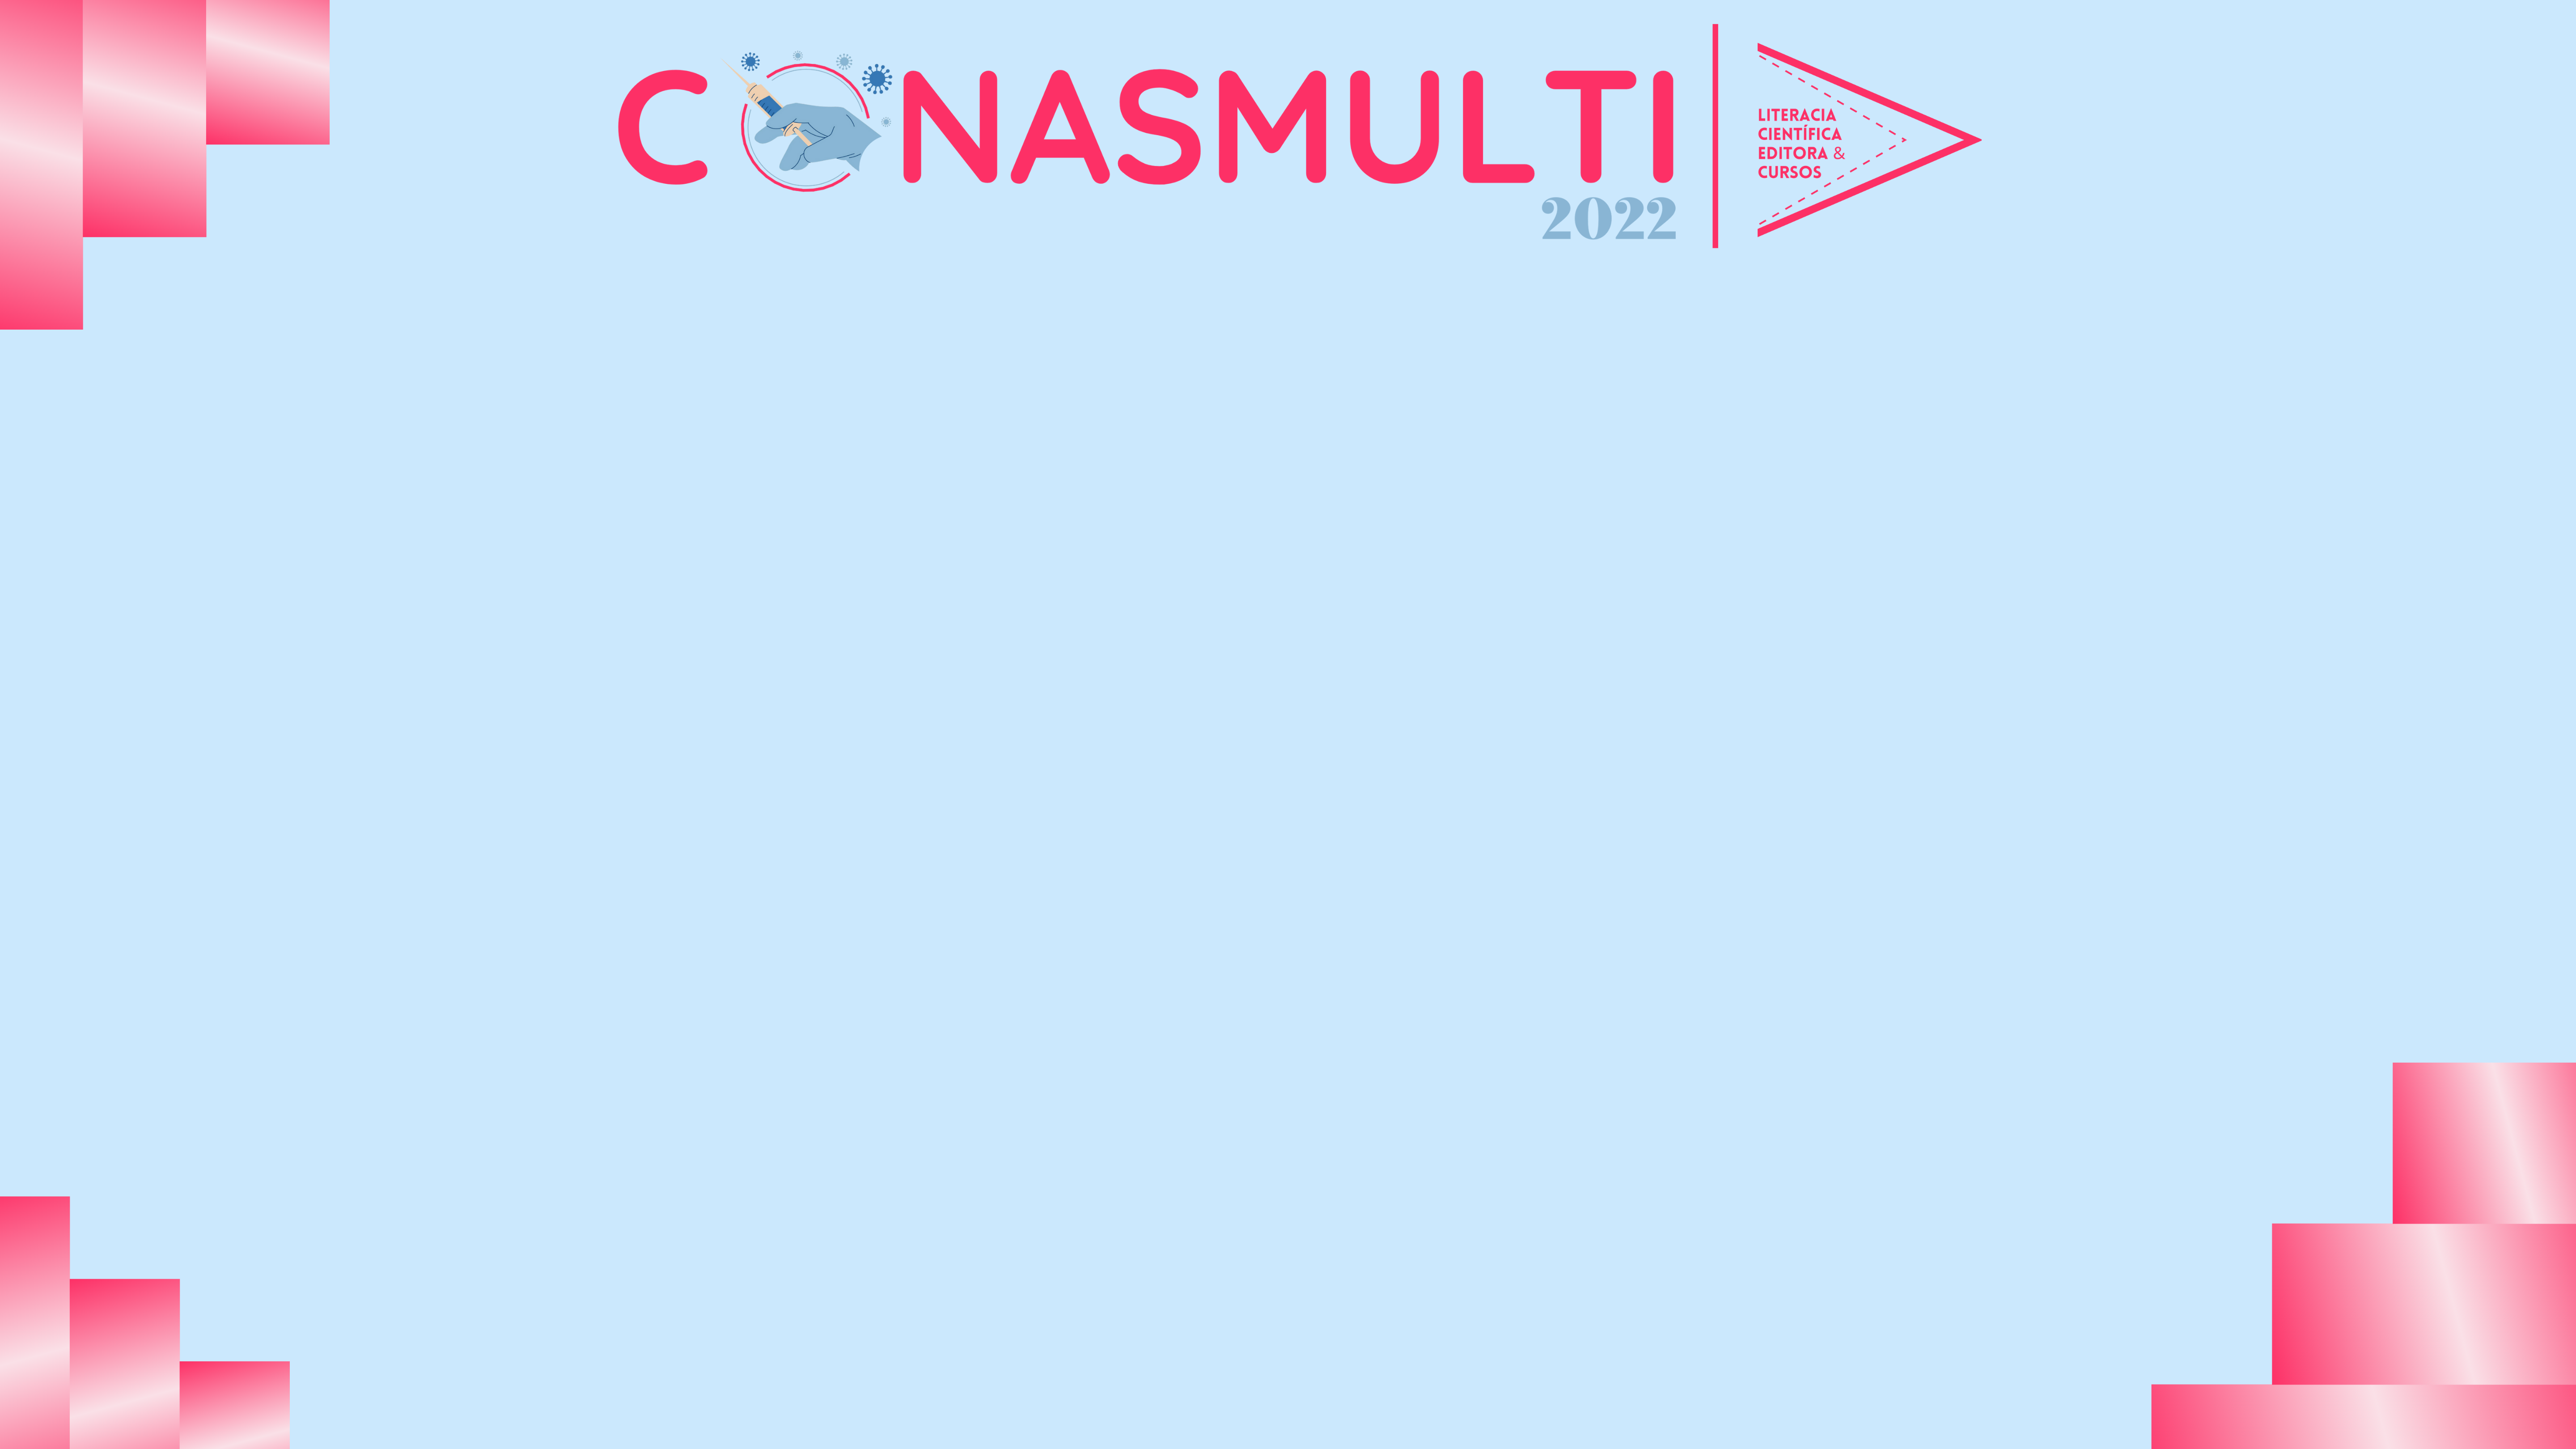 CONASMULTI
2022
LITERACIA
CIENTÍFICA
EDITORA &
CURSOS